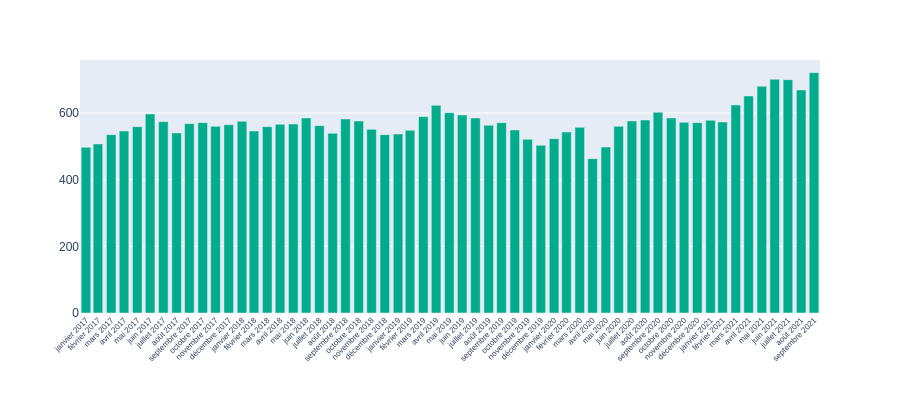 600
400
200
0
janvier 2017
février 2017
mars 2017
avril 2017
mai 2017
juin 2017
juillet 2017
août 2017
septembre 2017
octobre 2017
novembre 2017
décembre 2017
janvier 2018
février 2018
mars 2018
avril 2018
mai 2018
juin 2018
juillet 2018
août 2018
septembre 2018
octobre 2018
novembre 2018
décembre 2018
janvier 2019
février 2019
mars 2019
avril 2019
mai 2019
juin 2019
juillet 2019
août 2019
septembre 2019
octobre 2019
novembre 2019
décembre 2019
janvier 2020
février 2020
mars 2020
avril 2020
mai 2020
juin 2020
juillet 2020
août 2020
septembre 2020
octobre 2020
novembre 2020
décembre 2020
janvier 2021
février 2021
mars 2021
avril 2021
mai 2021
juin 2021
juillet 2021
août 2021
septembre 2021